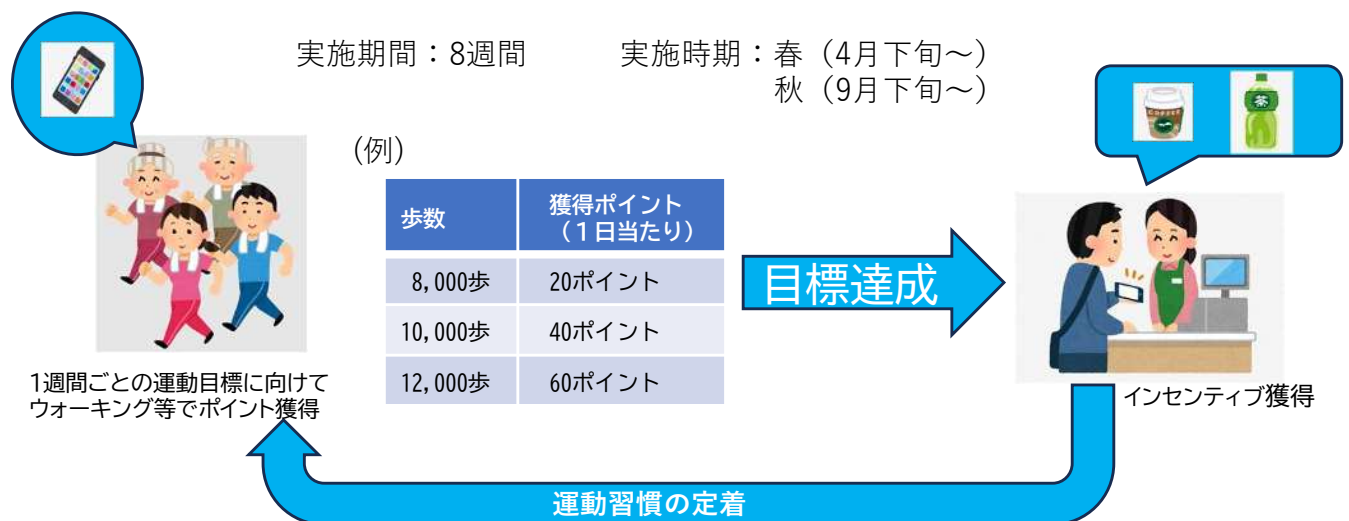 実施期間：8週間　　実施時期：春（4月下旬～）
秋（9月下旬～）
(例)
歩数　獲得ポイント
（１日当たり）
8,000歩　20ポイント
10,000歩　40ポイント
12,000歩　60ポイント
目標達成
COFFEE
茶
1週間ごとの運動目標に向けて
ウォーキング等でポイント獲得
インセンティブ獲得
運動習慣の定着